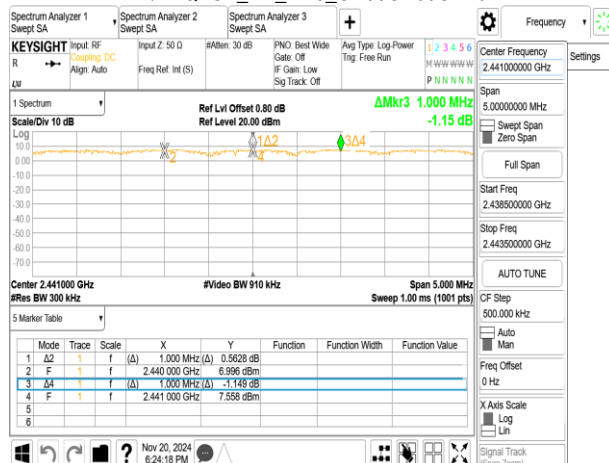 Spectrum Analyzer 1
Swept SA
Spectrum Analyzer 2
Swept SA
Spectrum Analyzer 3
Swept SA
+
Frequency
Settings
KEYSIGHT
R
Input: RF
Coupling: DC
Align: Auto
Input Z: 50 Ω
Freq Ref: Int (S)
#Atten: 30 dB
PNO: Best Wide
Gate: Off
IF Gain: Low
Sig Track: Off
Avg Type: Log-Power
Trig: Free Run
1 2 3 4 5 6
M W W W W W
P N N N N N
1 Spectrum
Scale/Div 10 dB
Ref Lvl Offset 0.80 dB
Ref Level 20.00 dBm
ΔMkr3 1.000 MHz
-1.15 dB
Log
10.0
0.00
-10.0
-20.0
-30.0
-40.0
-50.0
-60.0
-70.0
2
1Δ2
4
3Δ4
Center 2.441000 GHz
#Res BW 300 kHz
#Video BW 910 kHz
Span 5.000 MHz
Sweep 1.00 ms (1001 pts)
5 Marker Table
Mode Trace Scale X Y Function Function Width Function Value
1 Δ2 1 f (Δ) 1.000 MHz (Δ) 0.5628 dB
2 F 1 f 2.440 000 GHz 6.996 dBm
3 Δ4 1 f (Δ) 1.000 MHz (Δ) -1.149 dB
4 F 1 f 2.441 000 GHz 7.558 dBm
5
6
Nov 20, 2024
6:24:18 PM
Center Frequency
2.441000000 GHz
Span
5.00000000 MHz
Swept Span
Zero Span
Full Span
Start Freq
2.438500000 GHz
Stop Freq
2.443500000 GHz
AUTO TUNE
CF Step
500.000 kHz
Auto
Man
Freq Offset
0 Hz
X Axis Scale
Log
Lin
Signal Track